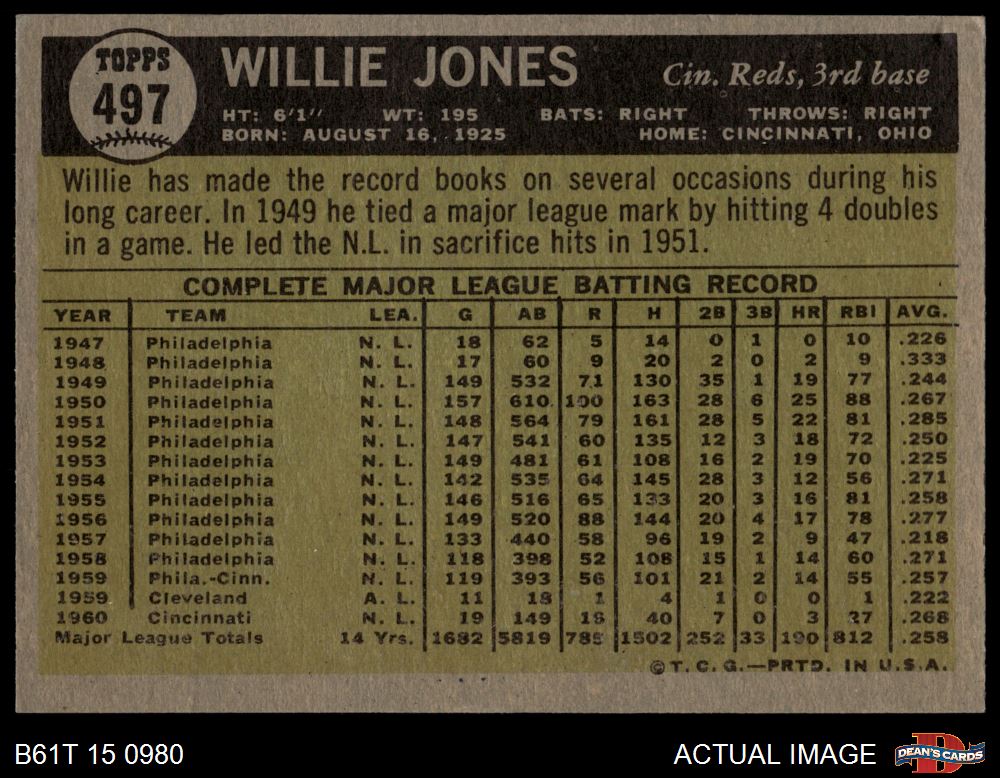 TOPPS
497
WILLIE JONES
Cin. Reds, 3rd base
HT: 6'1" WT: 195 BATS: RIGHT THROWS: RIGHT
BORN: AUGUST 16, 1925 HOME: CINCINNATI, OHIO
Willie has made the record books on several occasions during his
long career. In 1949 he tied a major league mark by hitting 4 doubles
in a game. He led the N.L. in sacrifice hits in 1951.
COMPLETE MAJOR LEAGUE BATTING RECORD
YEAR TEAM LEA. G AB R H 2B 3B HR RBI AVG.
1947 Philadelphia N. L. 18 62 5 14 0 1 0 10 .226
1948 Philadelphia N. L. 17 60 9 20 2 0 2 9 .333
1949 Philadelphia N. L. 149 532 71 130 35 1 19 77 .244
1950 Philadelphia N. L. 157 610 100 163 28 6 25 88 .267
1951 Philadelphia N. L. 148 564 79 161 28 5 22 81 .285
1952 Philadelphia N. L. 147 541 60 135 12 3 18 72 .250
1953 Philadelphia N. L. 149 481 61 108 16 2 19 70 .225
1954 Philadelphia N. L. 142 535 64 145 28 3 12 56 .271
1955 Philadelphia N. L. 146 516 65 133 20 3 16 81 .258
1956 Philadelphia N. L. 149 520 88 144 20 4 17 78 .277
1957 Philadelphia N. L. 133 440 58 96 19 2 9 47 .218
1958 Philadelphia N. L. 118 398 52 108 15 1 14 60 .271
1959 Phila.-Cinn. N. L. 119 393 56 101 21 2 14 55 .257
1959 Cleveland A. L. 11 18 1 4 1 0 0 1 .222
1960 Cincinnati N. L. 19 149 16 40 7 0 3 27 .268
Major League Totals 14 Yrs. 1682 5819 785 1502 252 33 190 812 .258
© T. C. G.—PRTD. IN U.S.A.
B61T 15 0980
ACTUAL IMAGE
DEAN'S CARDS